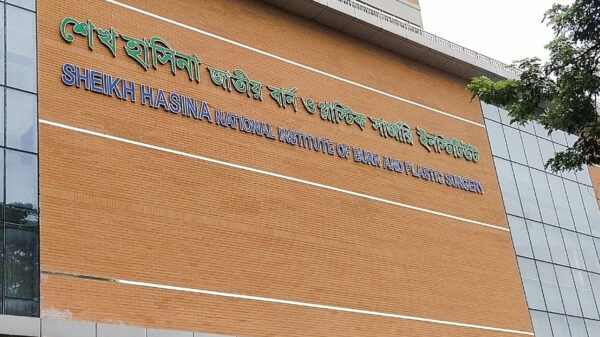 শেখ হাসিনা জাতীয় বার্ন ও প্লাস্টিক সার্জারি ইনস্টিটিউট
SHEIKH HASINA NATIONAL INSTITUTE OF BURN AND PLASTIC SURGERY